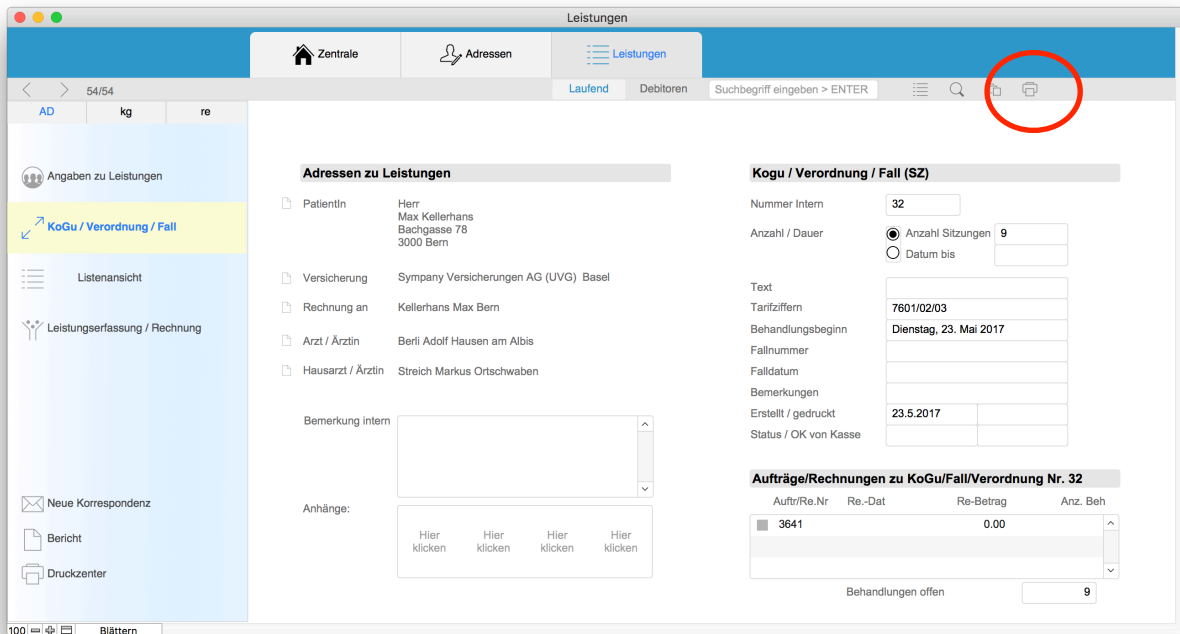 Leistungen
Zentrale
Adressen
Leistungen
54/54
Laufend
Debitoren
Suchbegriff eingeben > ENTER
AD
kg
re
Angaben zu Leistungen
KoGu / Verordnung / Fall
Listenansicht
Leistungserfassung / Rechnung
Neue Korrespondenz
Bericht
Druckzenter
Adressen zu Leistungen
PatientIn
Herr
Max Kellerhans
Bachgasse 78
3000 Bern
Versicherung
Sympany Versicherungen AG (UVG) Basel
Rechnung an
Kellerhans Max Bern
Arzt / Ärztin
Berli Adolf Hausen am Albis
Hausarzt / Ärztin
Streich Markus Ortschwaben
Bemerkung intern
Anhänge:
Hier klicken
Hier klicken
Hier klicken
Hier klicken
Kogu / Verordnung / Fall (SZ)
Nummer Intern
32
Anzahl / Dauer
Anzahl Sitzungen
9
Datum bis
Text
Tarifziffern
7601/02/03
Behandlungsbeginn
Dienstag, 23. Mai 2017
Fallnummer
Falldatum
Bemerkungen
Erstellt / gedruckt
23.5.2017
Status / OK von Kasse
Aufträge/Rechnungen zu KoGu/Fall/Verordnung Nr. 32
Auftr/Re.Nr
Re.-Dat
Re-Betrag
Anz. Beh
3641
0.00
Behandlungen offen
9
100
Blättern